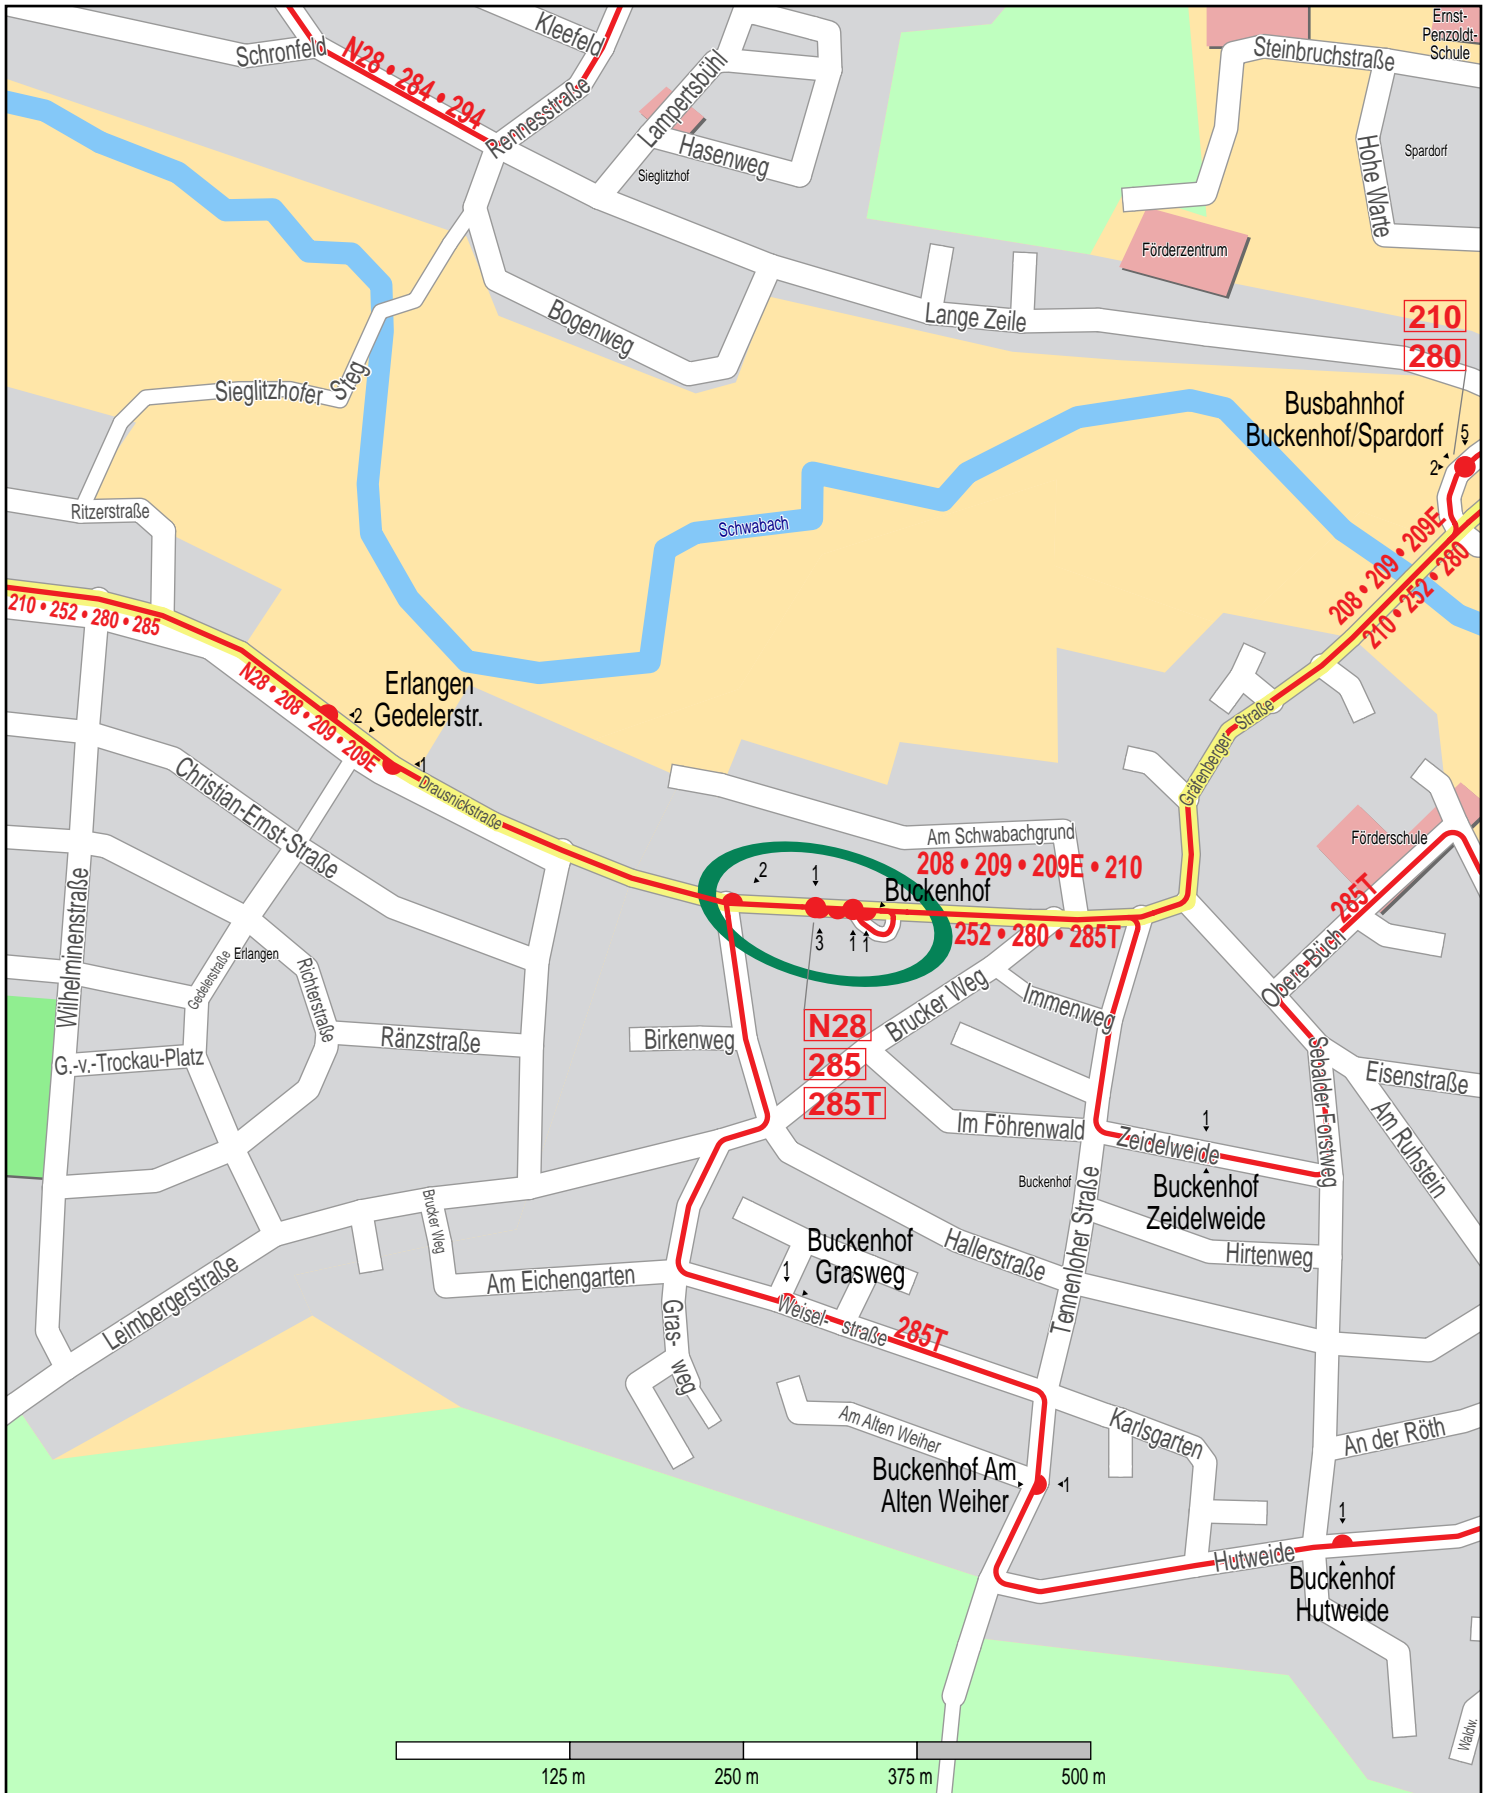 Schronfeld
N28 • 284 • 294
Kleefeld
Rennesstraße
Lampertsbühl
Hasenweg
Sieglitzhof
Steinbruchstraße
Ernst-
Penzoldt-
Schule
Hohe Warte
Spardorf
Förderzentrum
Bogenweg
Lange Zeile
210
280
Sieglitzhofer Steg
Busbahnhof
Buckenhof/Spardorf
5
2
Ritzerstraße
Schwabach
208 • 209 • 209E
210 • 252 • 280
210 • 252 • 280 • 285
N28 • 208 • 209 • 209E
Erlangen
Gedelerstr.
2
1
Drausnickstraße
Gräfenberger Straße
Christian-Ernst-Straße
Am Schwabachgrund
208 • 209 • 209E • 210
Buckenhof
2
1
3
1
1
252 • 280 • 285T
Förderschule
285T
Obere Büch
Wilhelminenstraße
Erlangen
Gedelerstraße
Richterstraße
Ränzstraße
G.-v.-Trockau-Platz
Birkenweg
N28
285
285T
Brucker Weg
Immenweg
Im Föhrenwald
Zeidelweide
1
Buckenhof
Zeidelweide
Sebalder Forstweg
Eisenstraße
Am Ruhstein
Buckenhof
Tennenloher Straße
Hirtenweg
Hallerstraße
Brucker Weg
Am Eichengarten
Leimbergerstraße
Gras-
weg
Buckenhof
Grasweg
1
Weisel-
straße
285T
Am Alten Weiher
Karlsgarten
An der Röth
Buckenhof Am
Alten Weiher
1
Hutweide
1
Buckenhof
Hutweide
Waldw.
125 m
250 m
375 m
500 m